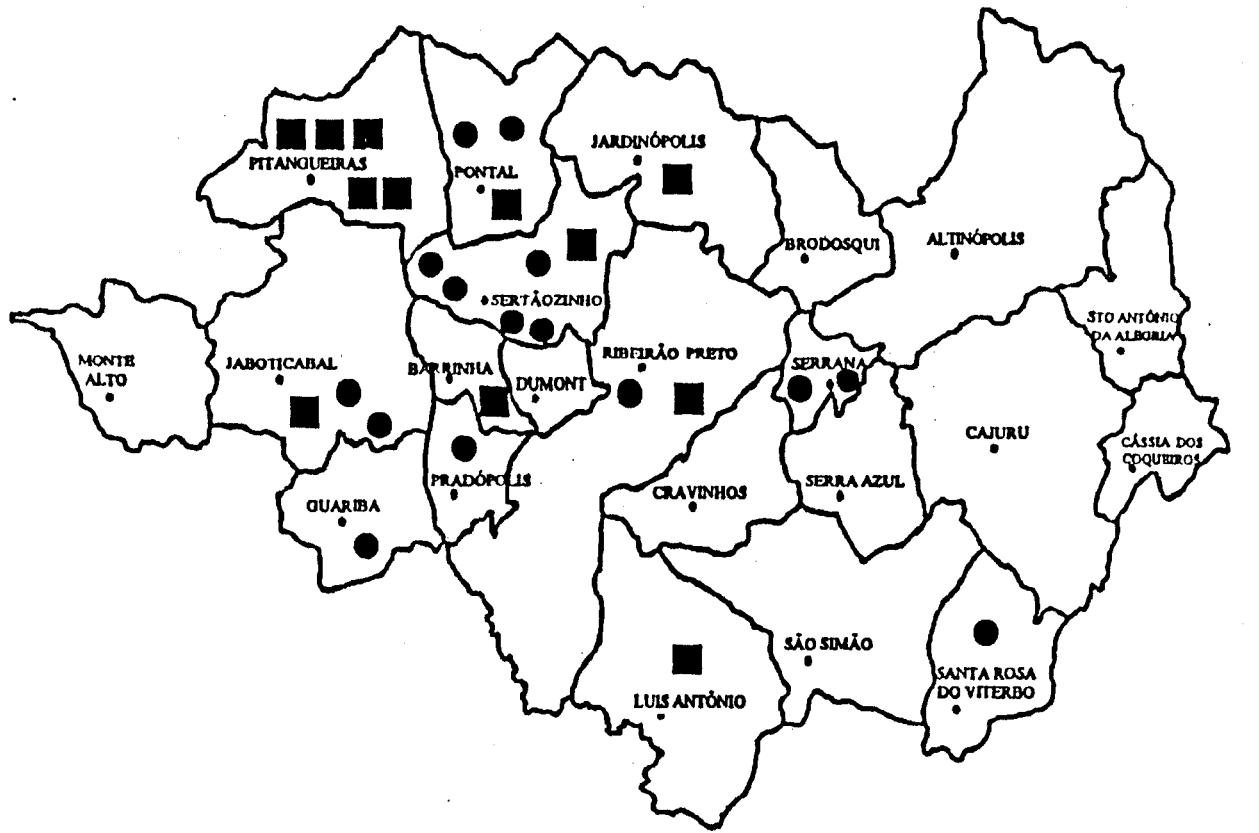 JARDINÓPOLIS
PITANGUEIRAS
PONTAL
BRODOSQUI
ALTINÓPOLIS
SERTÃOZINHO
STO ANTÔNIO
DA ALEGRIA
MONTE
ALTO
JABOTICABAL
BARRINHA
DUMONT
RIBEIRÃO PRETO
SERRANA
CAJURU
CÁSSIA DOS
COQUEIROS
GUARIBA
PRADÓPOLIS
CRAVINHOS
SERRA AZUL
SÃO SIMÃO
SANTA ROSA
DO VITERBO
LUIS ANTÔNIO